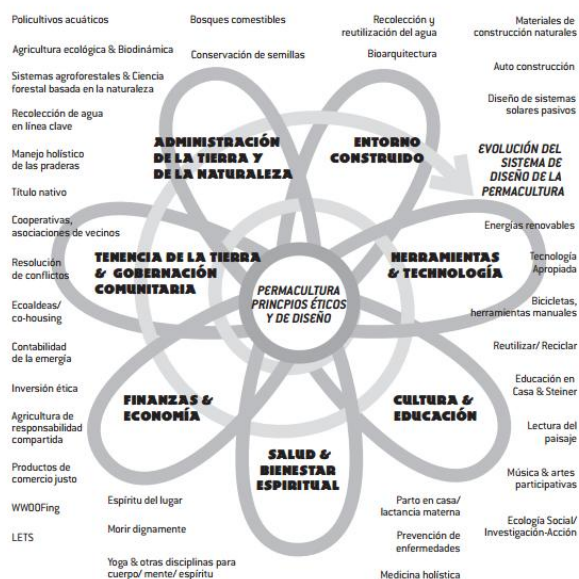 Policultivos acuáticos
Agricultura ecológica & Biodinámica
Sistemas agroforestales & Ciencia
forestal basada en la naturaleza
Recolección de agua
en línea clave
Manejo holístico
de las praderas
Título nativo
Cooperativas,
asociaciones de vecinos
Resolución
de conflictos
EcoaIdeas/
co-housing
Contabilidad
de la energía
Inversión ética
Agricultura de
responsabilidad
compartida
Productos de
comercio justo
WWOOFing
LETS
Bosques comestibles
Conservación de semillas
Recolección y
reutilización del agua
Bioarquitectura
Materiales de
construcción naturales
Auto construcción
Diseño de sistemas
solares pasivos
EVOLUCIÓN DEL
SISTEMA DE
DISEÑO DE LA
PERMACULTURA
Energías renovables
Tecnología
Apropiada
Bicicletas,
herramientas manuales
Reutilizar/ Reciclar
Educación en
Casa & Steiner
Lectura del
paisaje
Música & artes
participativas
Ecología Social/
Investigación-Acción
ADMINISTRACIÓN
DE LA TIERRA Y
DE LA NATURALEZA
ENTORNO
CONSTRUIDO
TENENCIA DE LA TIERRA
& GOBERNACIÓN
COMUNITARIA
HERRAMIENTAS
& TECHNOLOGÍA
PERMACULTURA
PRINCPIOS ÉTICOS
Y DE DISEÑO
FINANZAS &
ECONOMÍA
CULTURA &
EDUCACIÓN
SALUD &
BIENESTAR
ESPIRITUAL
Espíritu del lugar
Morir dignamente
Yoga & otras disciplinas para
cuerpo/ mente/ espíritu
Parto en casa/
lactancia materna
Prevención de
enfermedades
Medicina holística